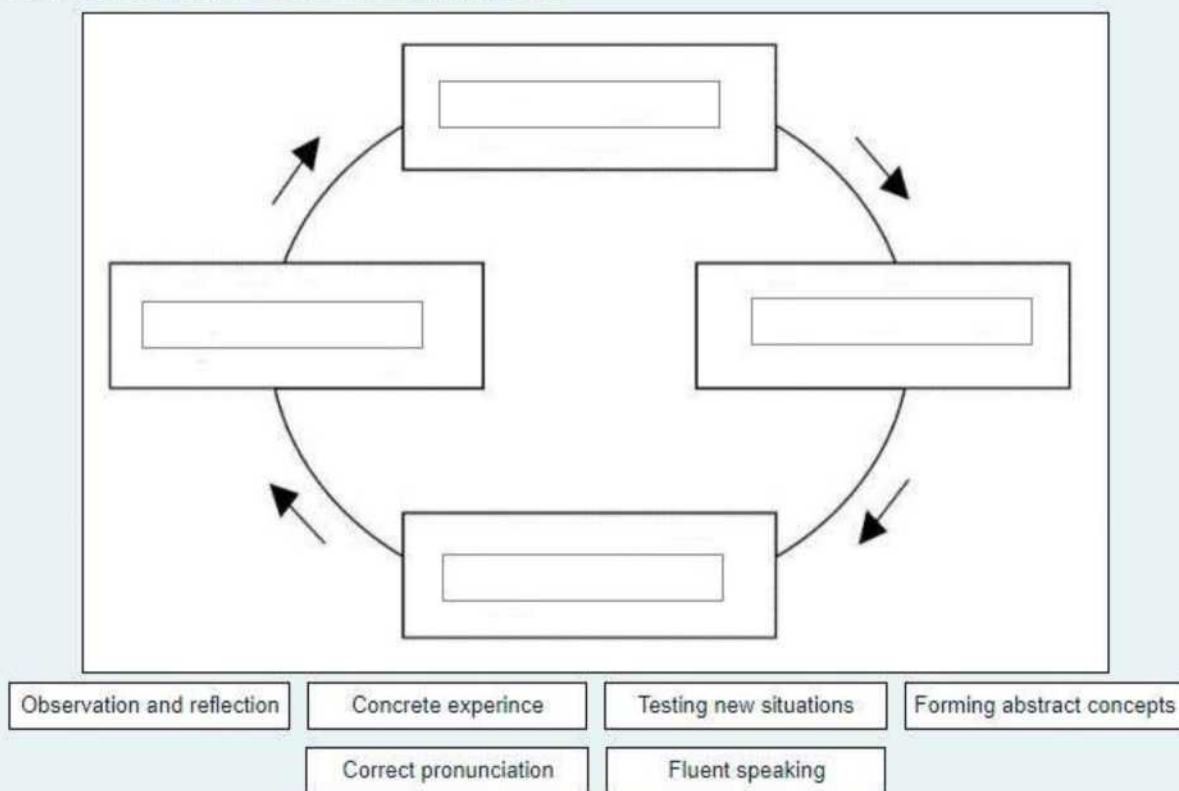 Observation and reflection
Concrete experince
Testing new situations
Forming abstract concepts
Correct pronunciation
Fluent speaking